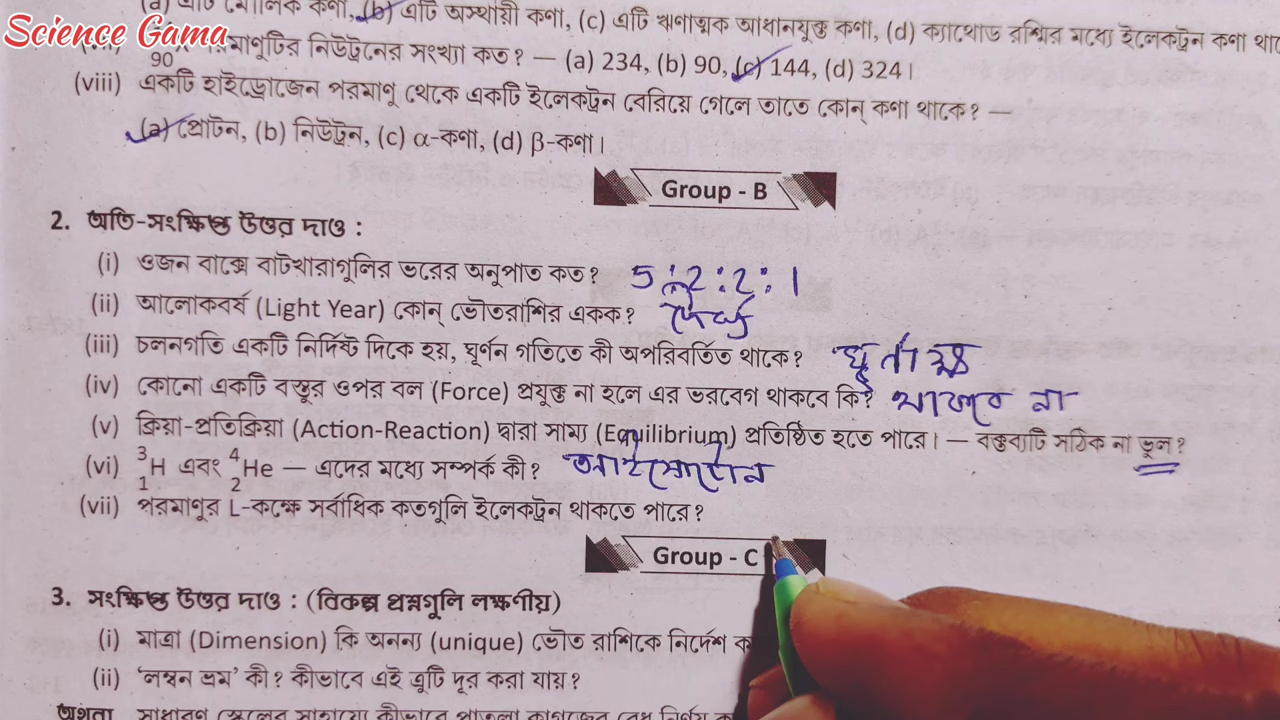 (a) এটি মৌলিক কণা, (b) এটি অস্থায়ী কণা, (c) এটি ঋণাত্মক আধানযুক্ত কণা, (d) ক্যাথোড রশ্মির মধ্যে ইলেকট্রন কণা থাকে
Science Gama
90 পরমাণুটির নিউট্রনের সংখ্যা কত? — (a) 234, (b) 90, (c) 144, (d) 324।
(viii) একটি হাইড্রোজেন পরমাণু থেকে একটি ইলেকট্রন বেরিয়ে গেলে তাতে কোন্ কণা থাকে? —
(a) প্রোটন, (b) নিউট্রন, (c) α-কণা, (d) β-কণা।
Group - B
2. অতি-সংক্ষিপ্ত উত্তর দাও :
(i) ওজন বাক্সে বাটখারাগুলির ভরের অনুপাত কত? 5:2:2:1
(ii) আলোকবর্ষ (Light Year) কোন্ ভৌতরাশির একক? দৈর্ঘ্য
(iii) চলনগতি একটি নির্দিষ্ট দিকে হয়, ঘূর্ণন গতিতে কী অপরিবর্তিত থাকে? ঘূর্ণাক্ষ
(iv) কোনো একটি বস্তুর ওপর বল (Force) প্রযুক্ত না হলে এর ভরবেগ থাকবে কি? থাকবে না
(v) ক্রিয়া-প্রতিক্রিয়া (Action-Reaction) দ্বারা সাম্য (Equilibrium) প্রতিষ্ঠিত হতে পারে। — বক্তব্যটি সঠিক না ভুল?
(vi) ³₁H এবং ⁴₂He — এদের মধ্যে সম্পর্ক কী? আইসোটোন
(vii) পরমাণুর L-কক্ষে সর্বাধিক কতগুলি ইলেকট্রন থাকতে পারে?
Group - C
3. সংক্ষিপ্ত উত্তর দাও : (বিকল্প প্রশ্নগুলি লক্ষণীয়)
(i) মাত্রা (Dimension) কি অনন্য (unique) ভৌত রাশিকে নির্দেশ
(ii) ‘লম্বন ভ্রম’ কী? কীভাবে এই ত্রুটি দূর করা যায়?
অথবা সাধারণ স্কেলের সাহায্যে কীভাবে পাতলা কাগজের বেধ নির্ণয়